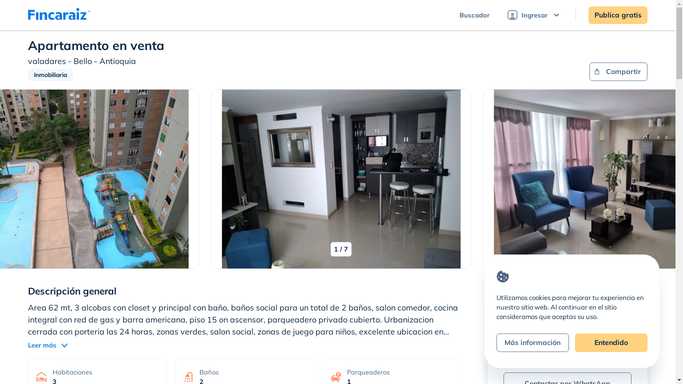 Fincaraiz
Buscador
Ingresar
Publica gratis
Apartamento en venta
valadares - Bello - Antioquia
Inmobiliaria
Compartir
1 / 7
Descripción general
Area 62 mt, 3 alcobas con closet y principal con baño, baños social para un total de 2 baños, salon comedor, cocina
integral con red de gas y barra americana, piso 15 en ascensor, parqueadero privado cubierto. Urbanizacion
cerrada con porteria las 24 horas, zonas verdes, salon social, zonas de juego para niños, excelente ubicacion en...
Leer más
Habitaciones
3
Baños
2
Parqueaderos
1
Utilizamos cookies para mejorar tu experiencia en
nuestro sitio web. Al continuar en el sitio
consideramos que aceptas su uso.
Más información
Entendido
Contactar por WhatsApp